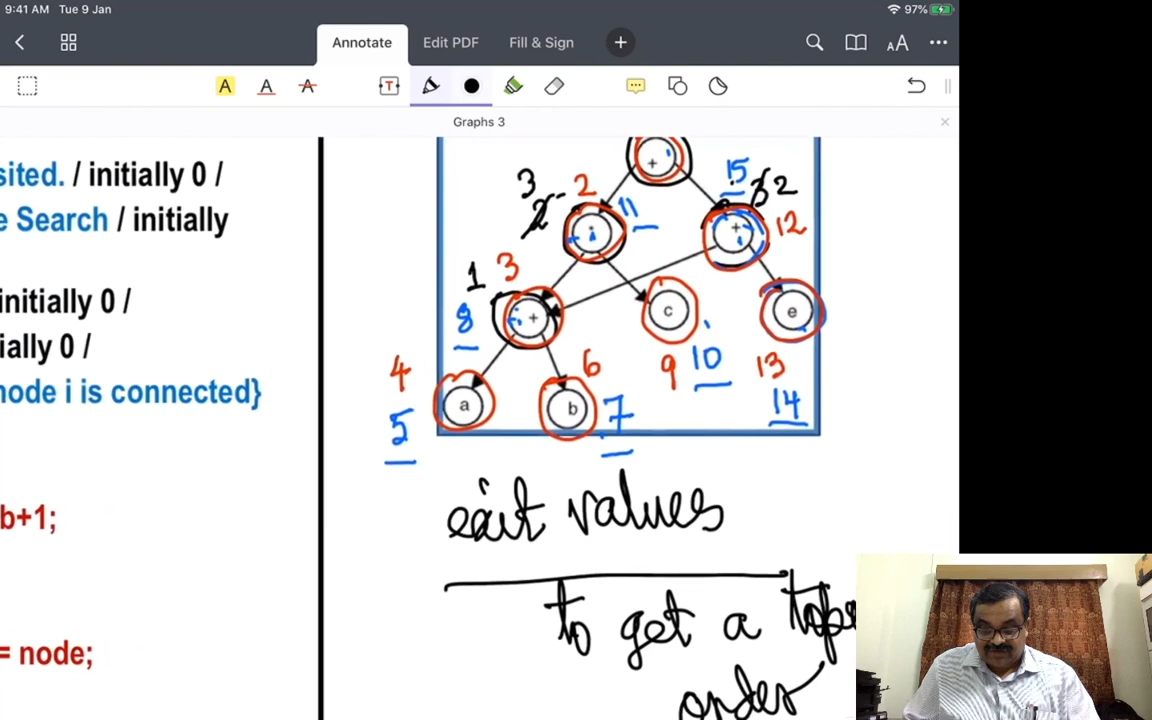 9:41 AM Tue 9 Jan
97%
Annotate Edit PDF Fill & Sign
A A A T AA
Graphs 3
sited. / initially 0 /
e Search / initially
initially 0 /
ially 0 /
node i is connected}
b+1;
= node;
+
3 2 11 15 2 12
+
1 3
8 + c e
4 6 9 10 13
5 a b 7 14
exit values
to get a topo
order